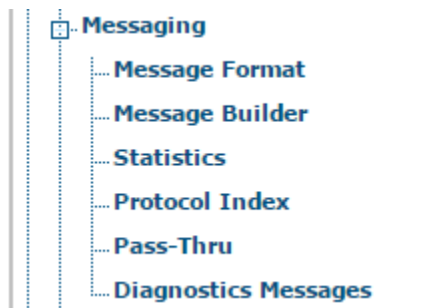 Messaging
Message Format
Message Builder
Statistics
Protocol Index
Pass-Thru
Diagnostics Messages